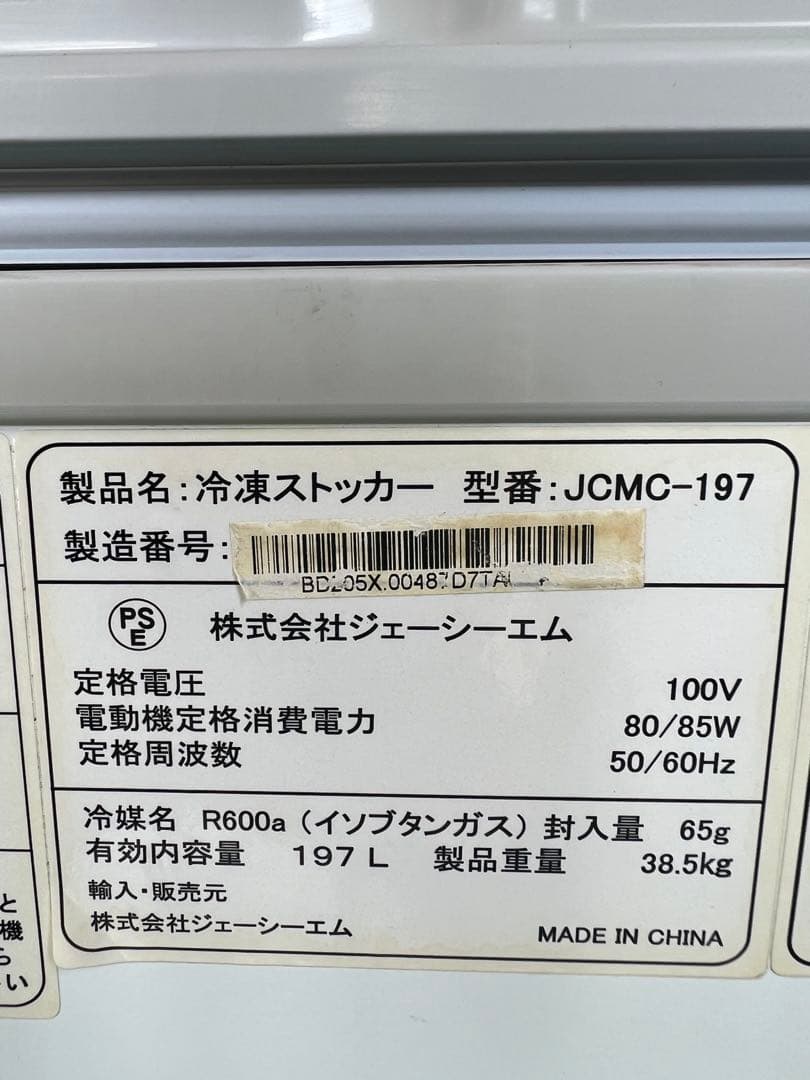 製品名：冷凍ストッカー 型番：JCMC-197
製造番号：
PS
E
株式会社ジェーシーエム
定格電圧 100V
電動機定格消費電力 80/85W
定格周波数 50/60Hz
冷媒名 R600a（イソブタンガス）封入量 65g
有効内容量 197L 製品重量 38.5kg
輸入・販売元
株式会社ジェーシーエム
MADE IN CHINA
と
機
ら
い